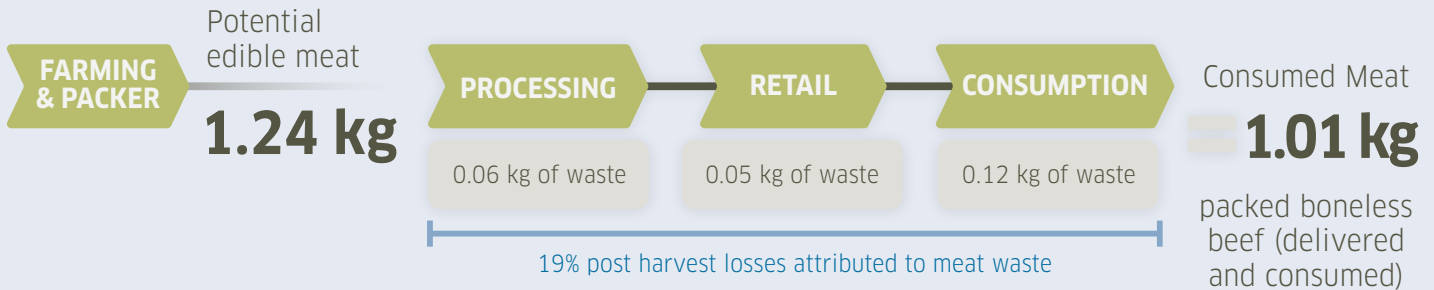 FARMING
& PACKER
Potential
edible meat
1.24 kg
PROCESSING
RETAIL
CONSUMPTION
0.06 kg of waste
0.05 kg of waste
0.12 kg of waste
19% post harvest losses attributed to meat waste
Consumed Meat
= 1.01 kg
packed boneless
beef (delivered
and consumed)